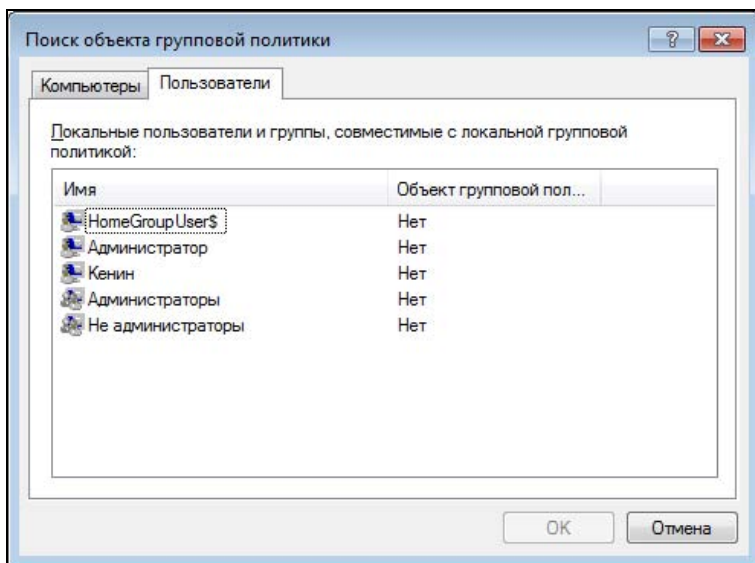 Поиск объекта групповой политики
Компьютеры Пользователи
Локальные пользователи и группы, совместимые с локальной групповой
политикой:
Имя Объект групповой пол...
HomeGroupUser$ Нет
Администратор Нет
Кенин Нет
Администраторы Нет
Не администраторы Нет
OK Отмена